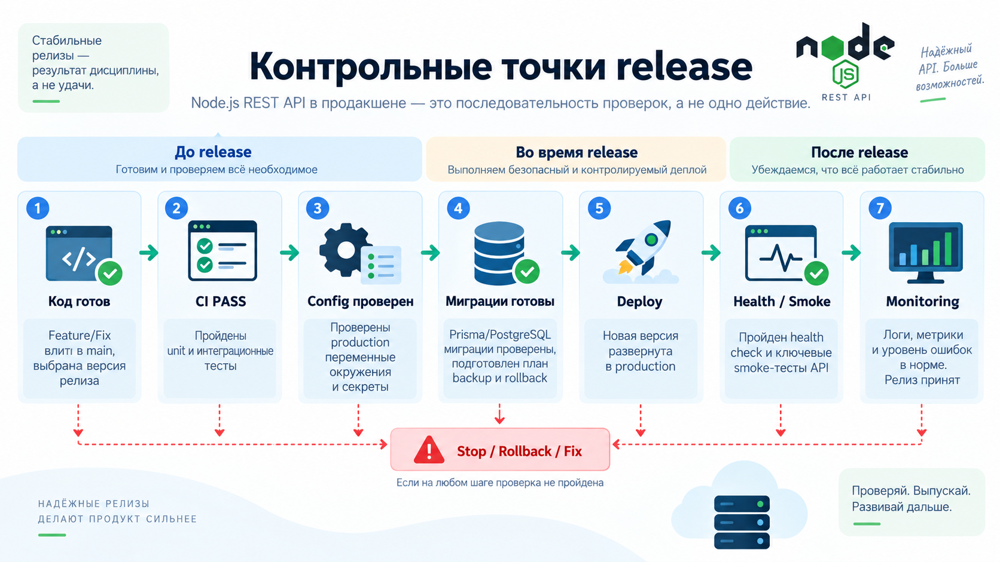 Стабильные
релизы —
результат дисциплины,
а не удачи.
Контрольные точки release
Node.js REST API в продакшене — это последовательность проверок, а не одно действие.
node
JS
REST API
Надёжный
API. Больше
возможностей.
До release
Готовим и проверяем всё необходимое
Во время release
Выполняем безопасный и контролируемый деплой
После release
Убеждаемся, что всё работает стабильно
1
</>
Код готов
Feature/Fix
в main,
выбрана версия
релиза
2
CI PASS
Пройдены
unit и интеграционные
тесты
3
Config проверен
Проверены
production
переменные
окружения
и секреты
4
Миграции готовы
Prisma/PostgreSQL
миграции проверены,
подготовлен план
backup и rollback
5
Deploy
Новая версия
развернута
в production
6
Health / Smoke
Пройден health
check и ключевые
smoke-тесты API
7
Monitoring
Логи, метрики
и уровень ошибок
в норме.
Релиз принят
Stop / Rollback / Fix
Если на любом шаге проверка не пройдена
НАДЁЖНЫЕ РЕЛИЗЫ
ДЕЛАЮТ ПРОДУКТ СИЛЬНЕЕ
Проверяй. Выпускай.
Развивай дальше.